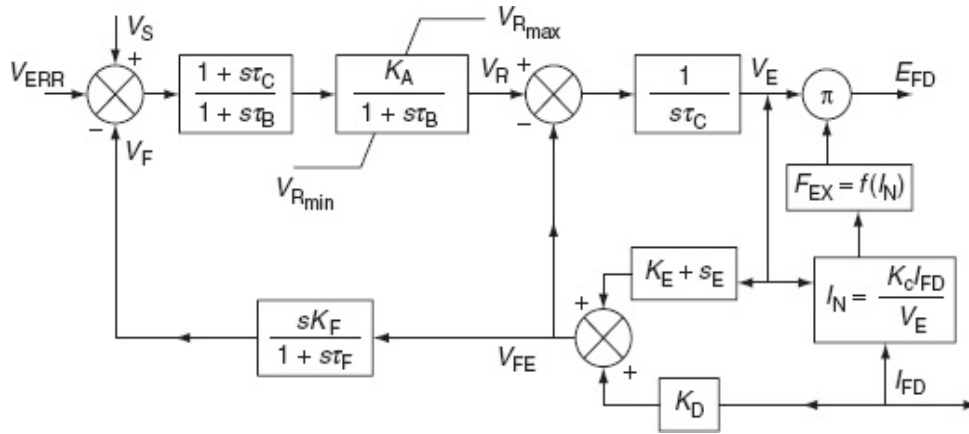 V_S
V_ERR
+
−
V_F
1 + sτ_C
1 + sτ_B
K_A
1 + sτ_B
V_Rmax
V_Rmin
V_R
+
−
1
sτ_C
V_E
π
E_FD
F_EX = f(I_N)
K_E + s_E
I_N = K_c I_FD
V_E
sK_F
1 + sτ_F
V_FE
+
+
K_D
I_FD